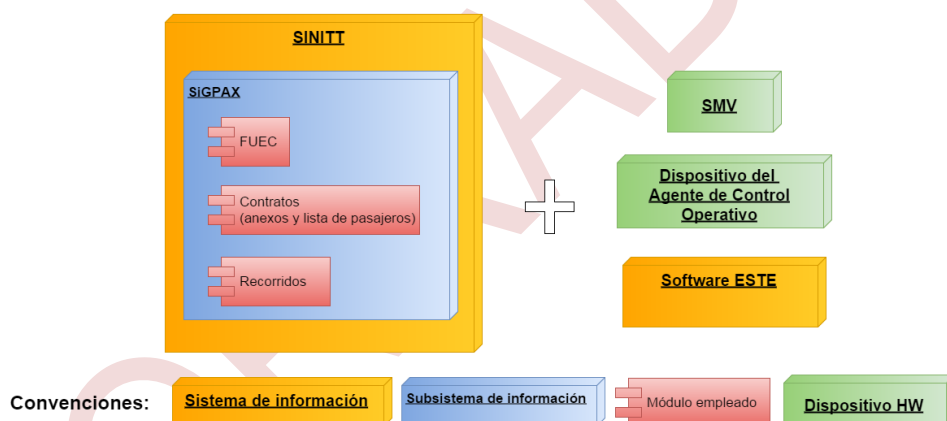 SINITT
SiGPAX
FUEC
Contratos
(anexos y lista de pasajeros)
Recorridos
SMV
Dispositivo del
Agente de Control
Operativo
Software ESTE
Convenciones:
Sistema de información
Subsistema de información
Módulo empleado
Dispositivo HW